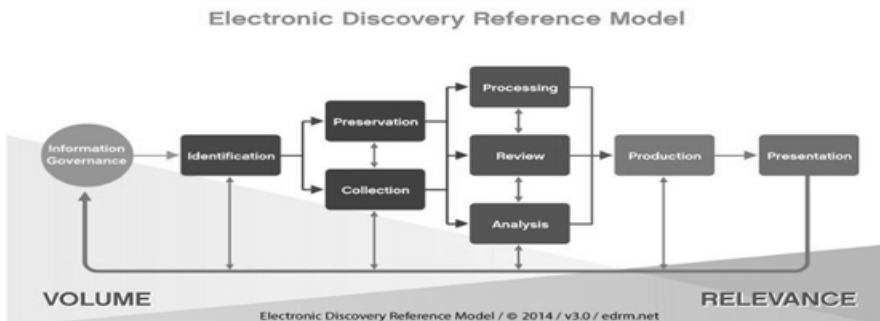 Electronic Discovery Reference Model
Processing
Preservation
Information
Governance
Identification
Review
Production
Presentation
Collection
Analysis
VOLUME
RELEVANCE
Electronic Discovery Reference Model / © 2014 / v3.0 / edrm.net